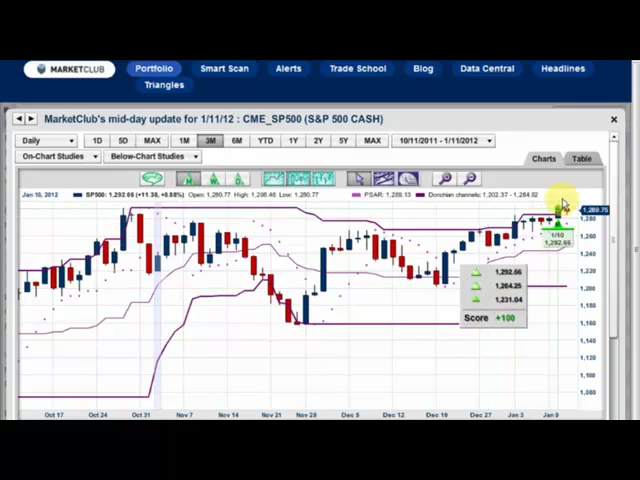 MARKETCLUB Portfolio Smart Scan Alerts Trade School Blog Data Central Headlines
Triangles
MarketClub's mid-day update for 1/11/12 : CME_SP500 (S&P 500 CASH)
Daily 1D 5D MAX 1M 3M 6M YTD 1Y 2Y 5Y MAX 10/11/2011 - 1/11/2012
On-Chart Studies Below-Chart Studies Charts Table
Jan 10, 2012 SP500: 1,292.08 (+11.38, +0.88%) Open: 1,280.77 High: 1,296.46 Low: 1,280.77 PSAR: 1,268.13 Donchian channels: 1,202.37 - 1,284.62
1,289.75
1,280
1,260
1/10
1,292.66
1,240
1,220
1,200
1,180
1,160
1,140
1,120
1,100
1,080
1,292.66
1,264.25
1,231.04
Score +100
Oct 17 Oct 24 Oct 31 Nov 7 Nov 14 Nov 21 Nov 28 Dec 5 Dec 12 Dec 19 Dec 27 Jan 3 Jan 9